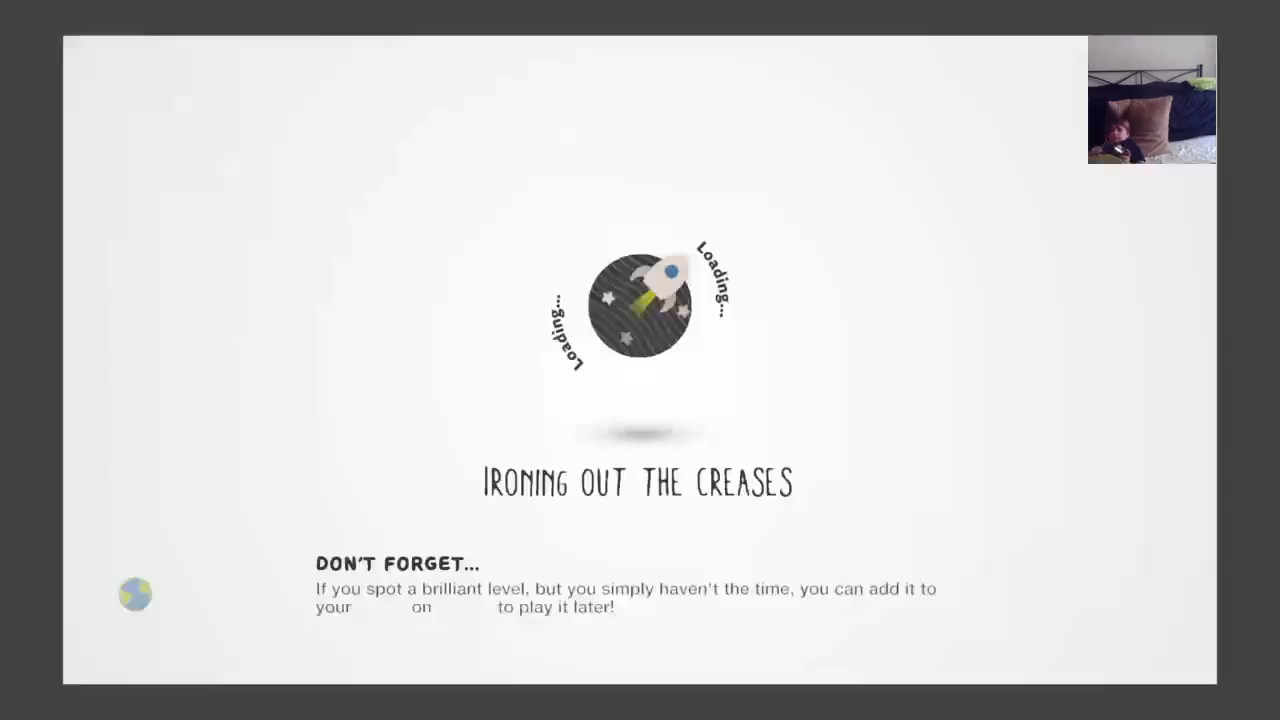 Loading...
Loading...
IRONING OUT THE CREASES
DON'T FORGET...
If you spot a brilliant level, but you simply haven't the time, you can add it to
your on to play it later!